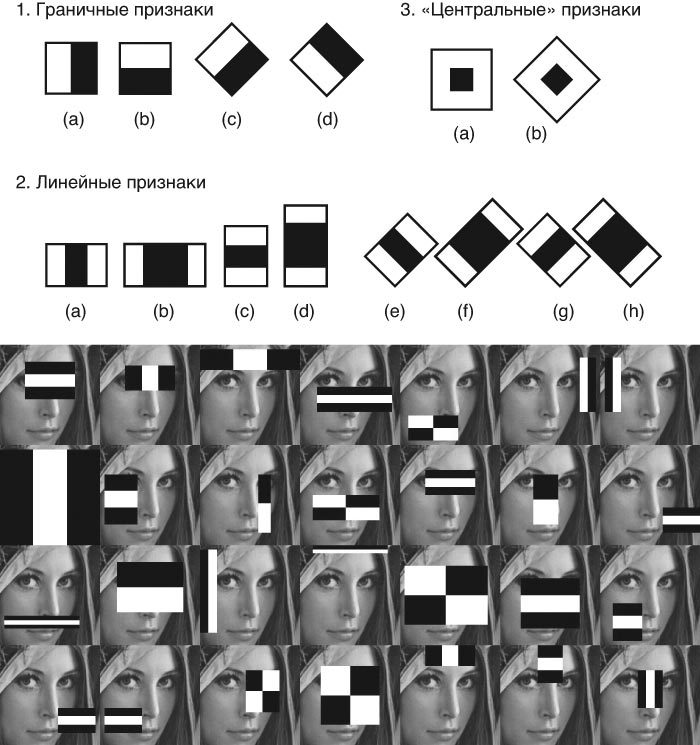 1. Граничные признаки
3. «Центральные» признаки
(a) (b) (c) (d)
(a) (b)
2. Линейные признаки
(a) (b) (c) (d) (e) (f) (g) (h)